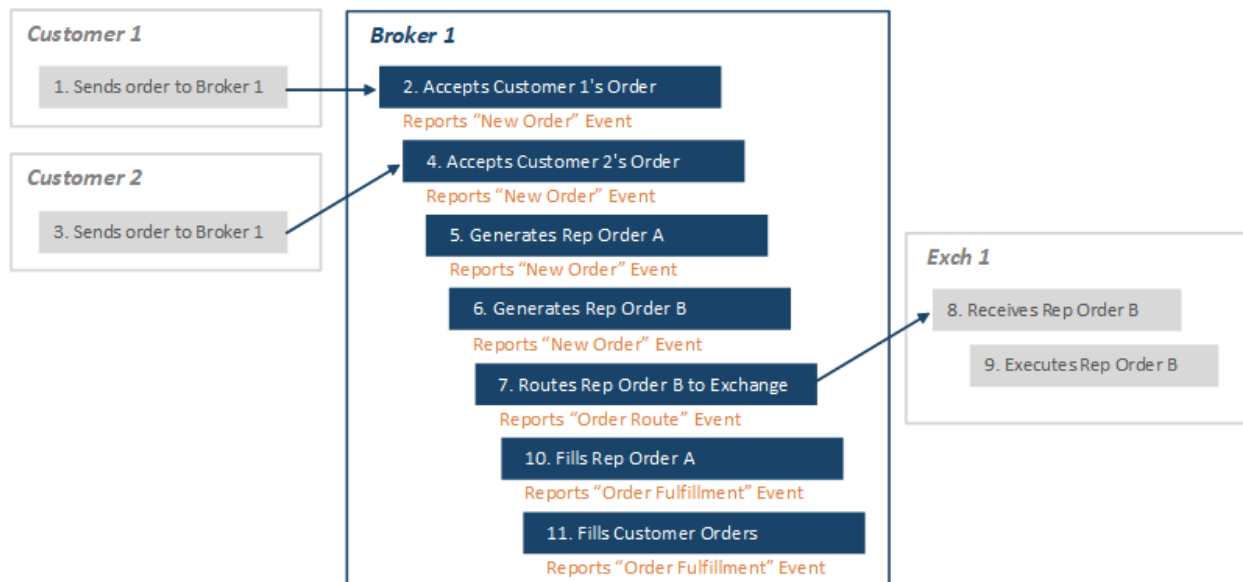 Customer 1
1. Sends order to Broker 1
Customer 2
3. Sends order to Broker 1
Broker 1
2. Accepts Customer 1's Order
Reports “New Order” Event
4. Accepts Customer 2's Order
Reports “New Order” Event
5. Generates Rep Order A
Reports “New Order” Event
6. Generates Rep Order B
Reports “New Order” Event
7. Routes Rep Order B to Exchange
Reports “Order Route” Event
10. Fills Rep Order A
Reports “Order Fulfillment” Event
11. Fills Customer Orders
Reports “Order Fulfillment” Event
Exch 1
8. Receives Rep Order B
9. Executes Rep Order B